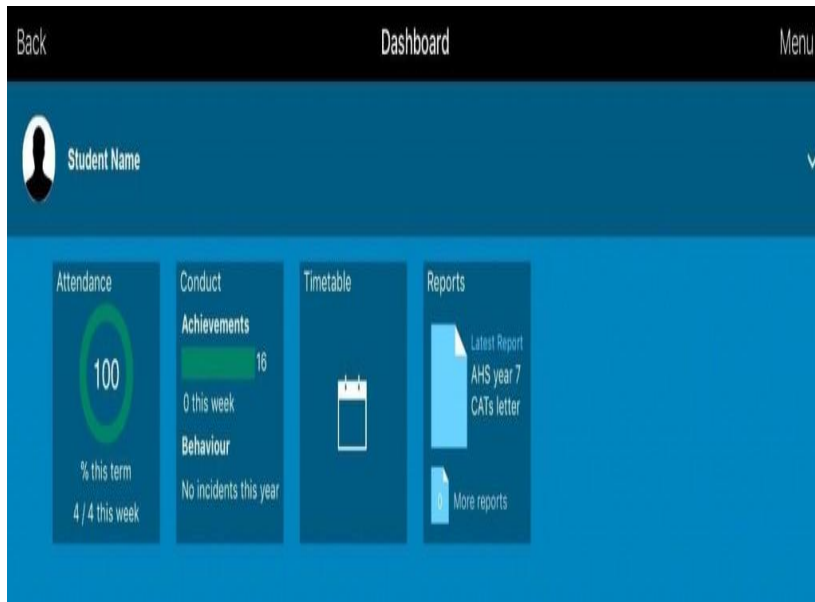 Back Dashboard Menu
Student Name
Attendance
100
% this term
4 / 4 this week
Conduct
Achievements
16
0 this week
Behaviour
No incidents this year
Timetable
Reports
Latest Report
AHS year 7
CATs letter
0
More reports